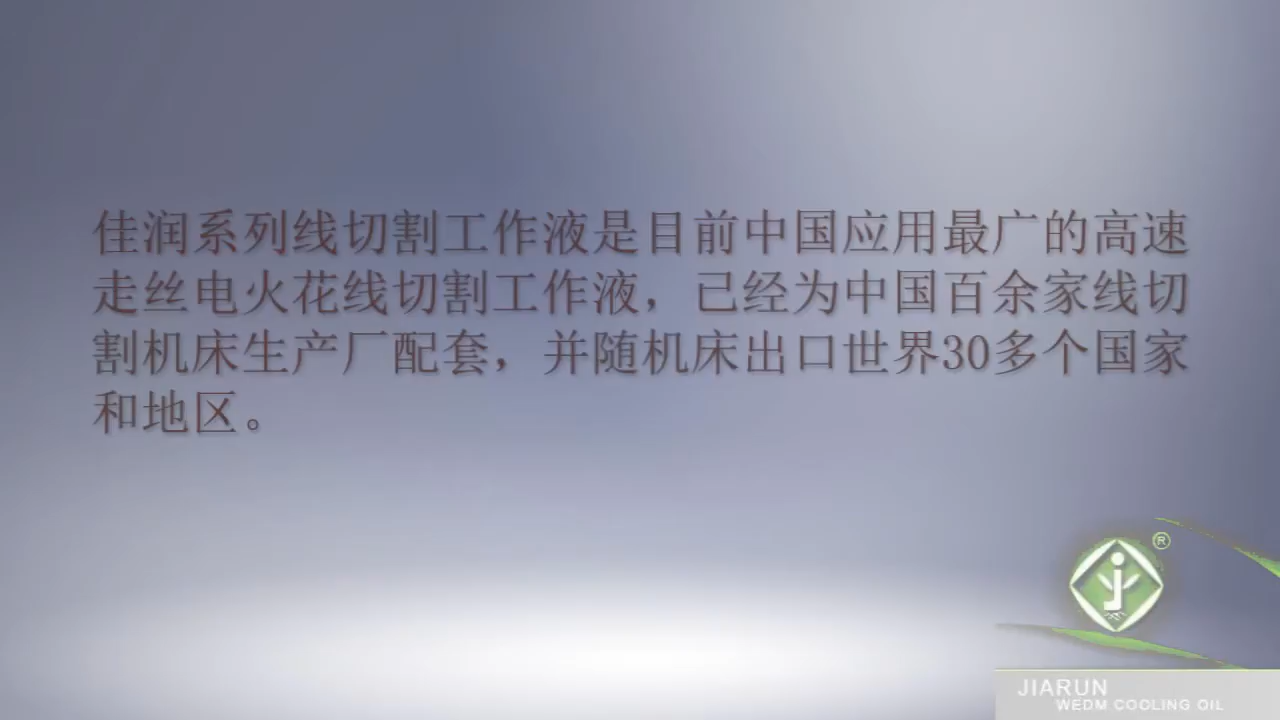 佳润系列线切割工作液是目前中国应用最广的高速
走丝电火花线切割工作液，已经为中国百余家线切
割机床生产厂配套，并随机床出口世界30多个国家
和地区。
®
JIARUN
WEDM COOLING OIL